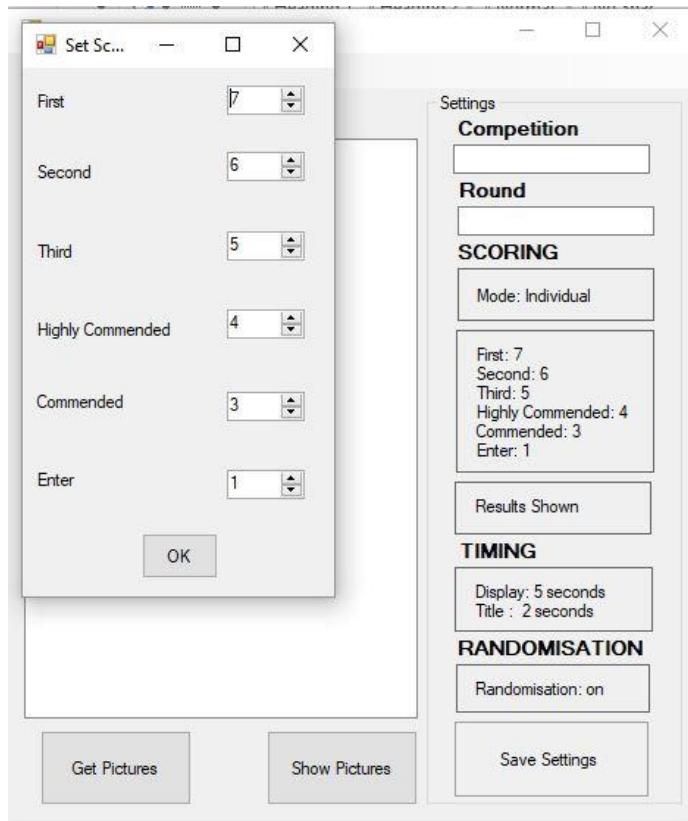 Set Sc...
First 7
Second 6
Third 5
Highly Commended 4
Commended 3
Enter 1
OK
Get Pictures
Show Pictures
Settings
Competition
Round
SCORING
Mode: Individual
First: 7
Second: 6
Third: 5
Highly Commended: 4
Commended: 3
Enter: 1
Results Shown
TIMING
Display: 5 seconds
Title : 2 seconds
RANDOMISATION
Randomisation: on
Save Settings